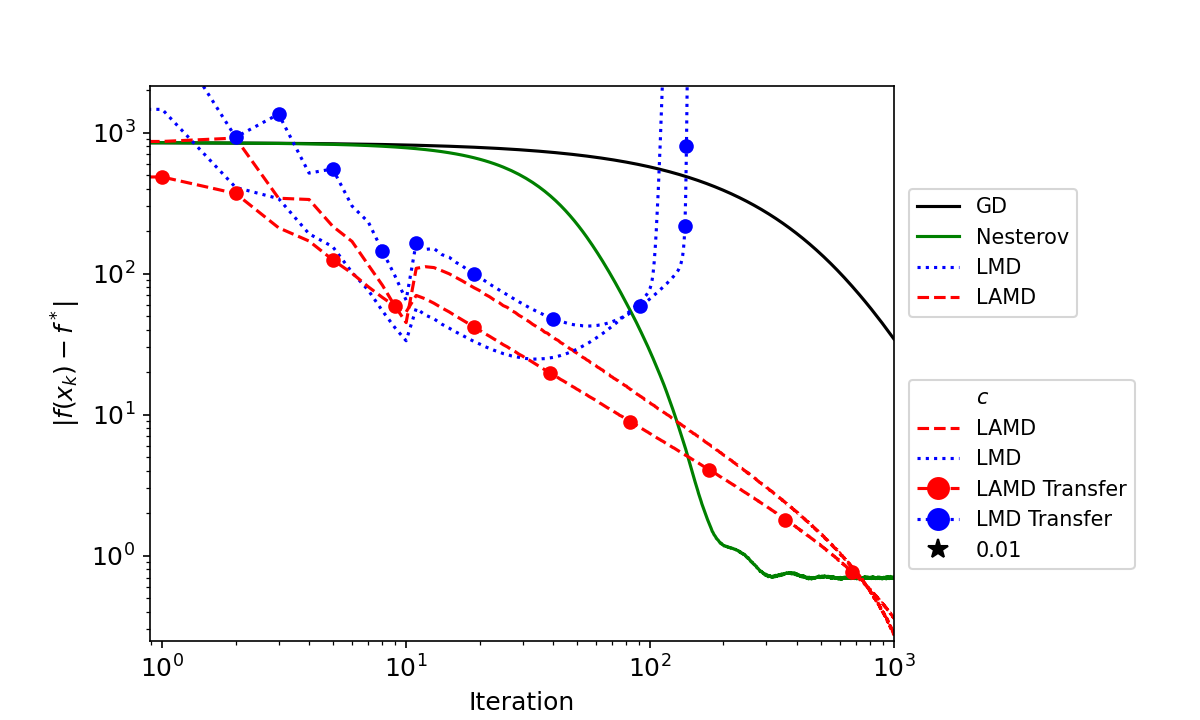 10³
10²
10¹
10⁰
|f(xₖ) − f*|
10⁰
10¹
10²
10³
Iteration
GD
Nesterov
LMD
LAMD
c
LAMD
LMD
LAMD Transfer
LMD Transfer
0.01